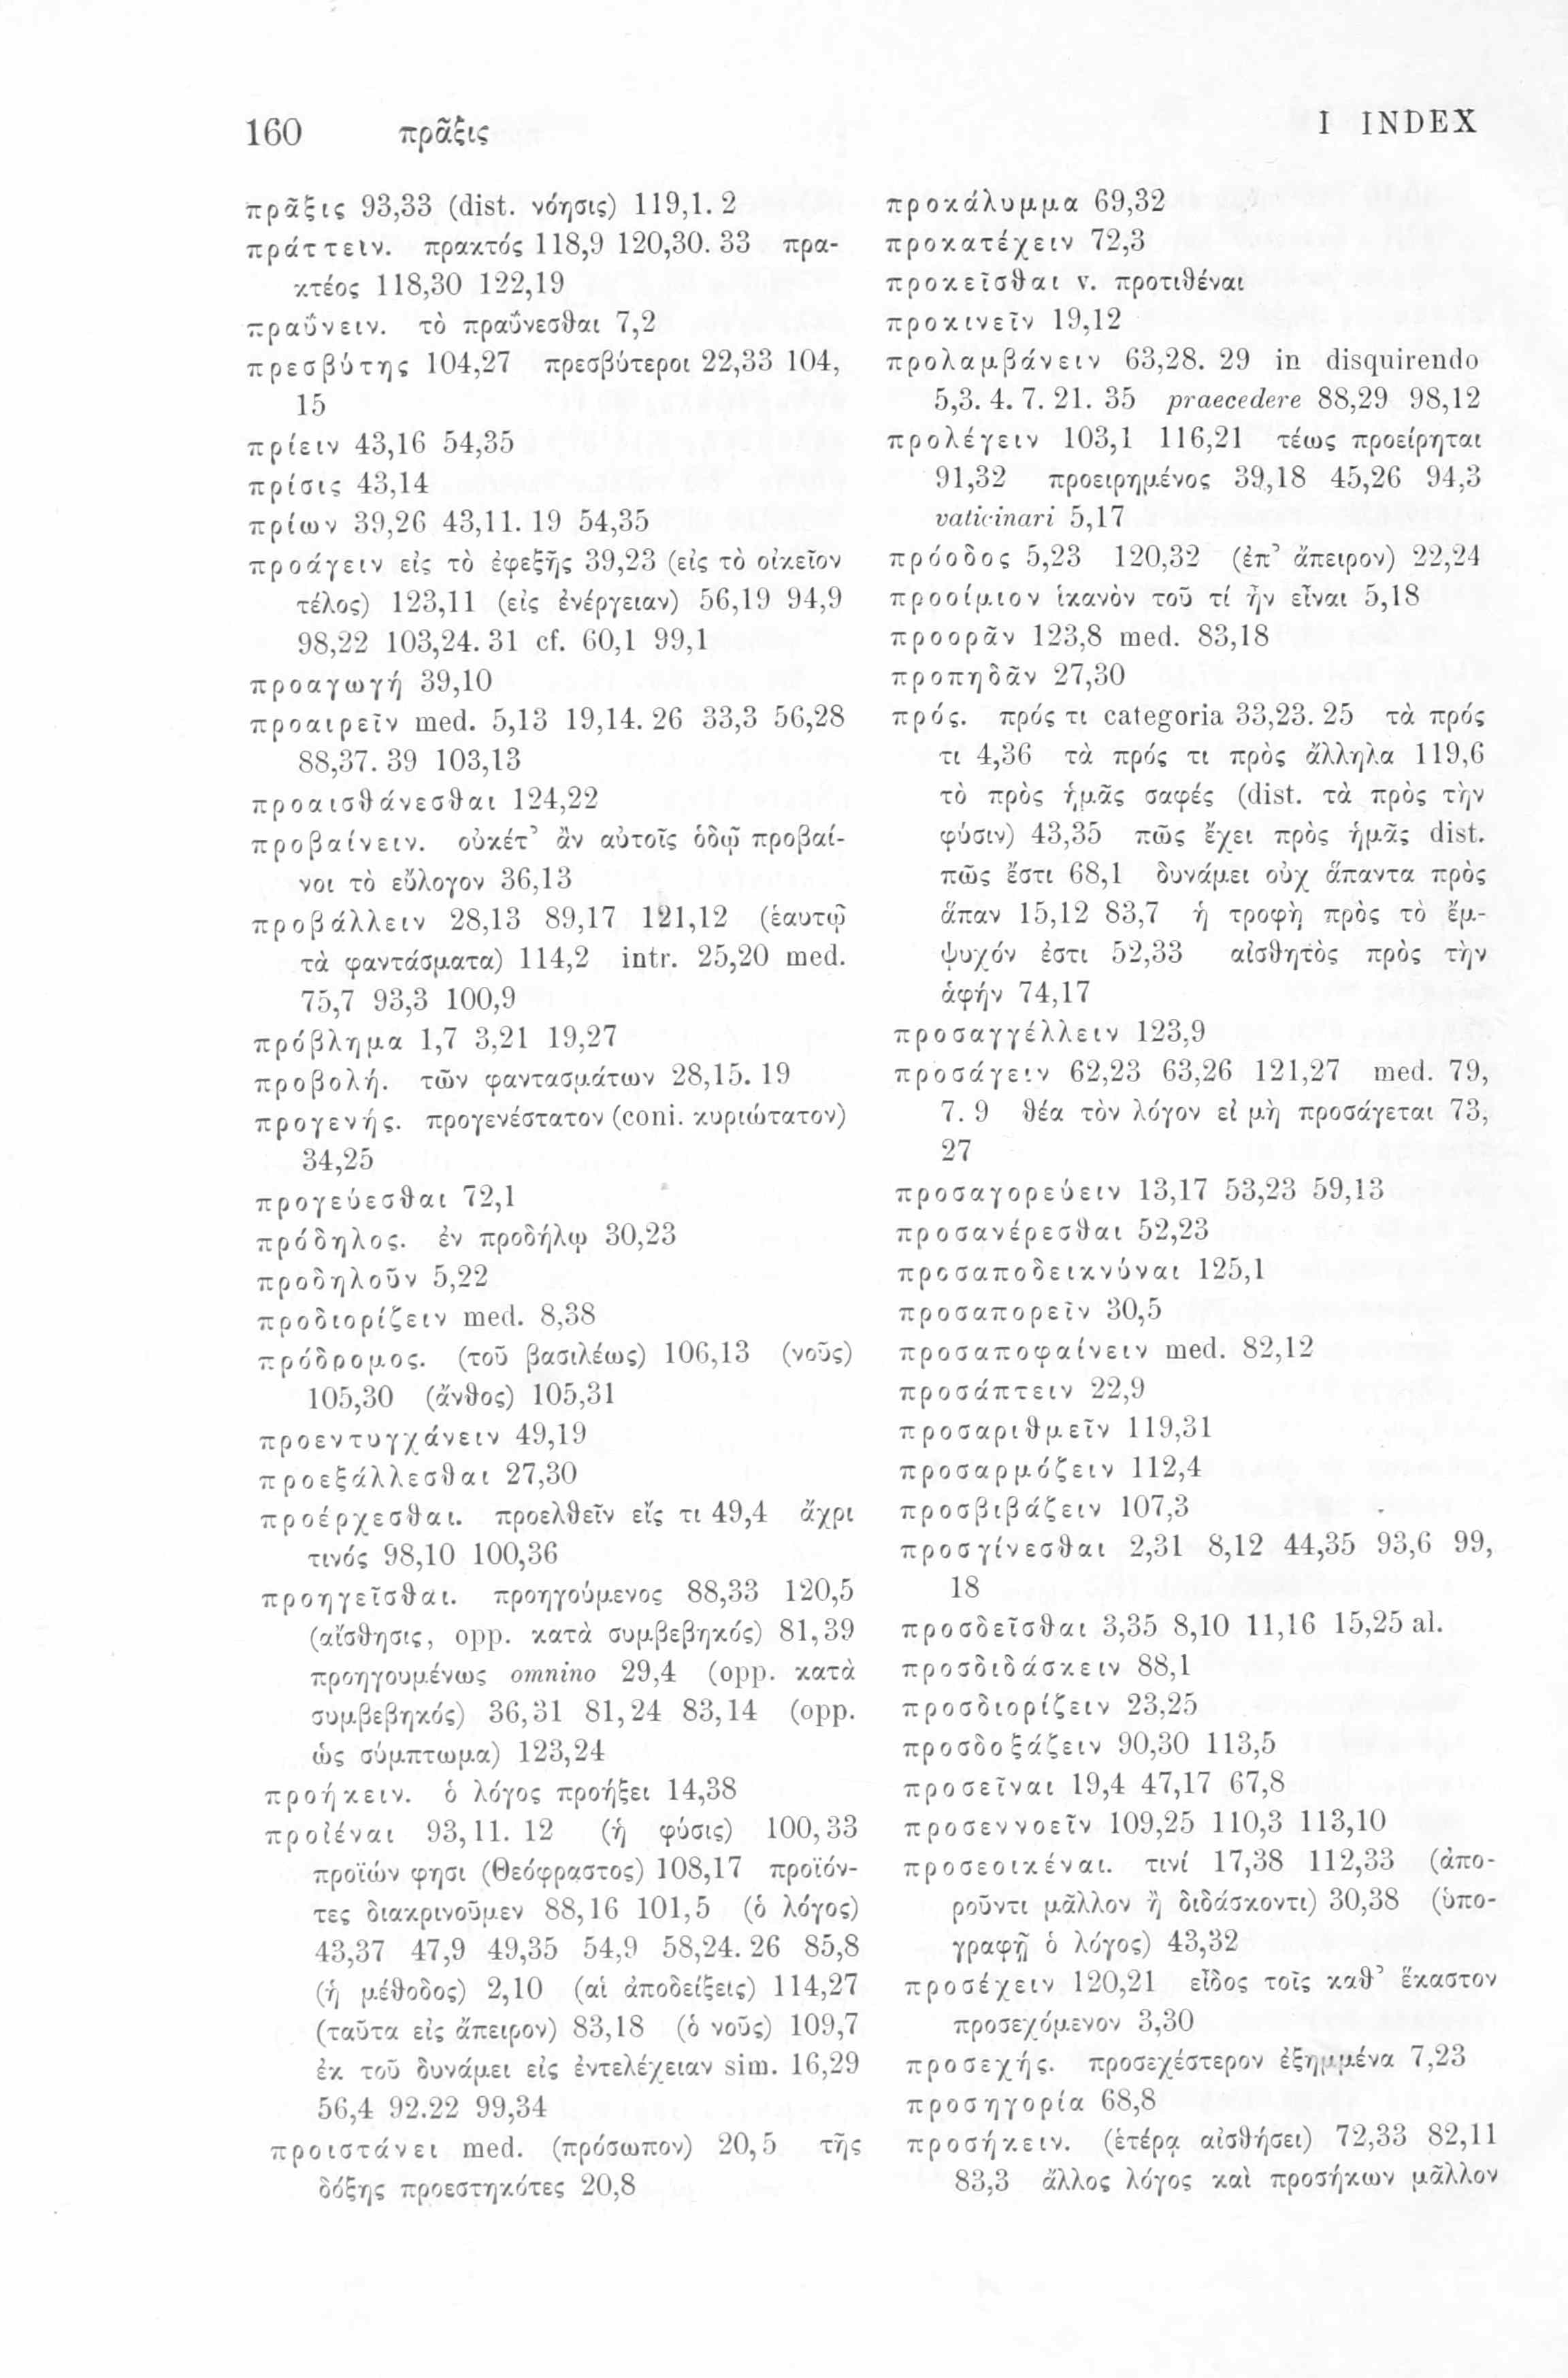 160 πρᾶξις
I INDEX
πρᾶξις 93,33 (dist. νόησις) 119,1. 2
πράττειν. πρακτός 118,9 120,30. 33 πρα-
κτέος 118,30 122,19
πραΰνειν. τὸ πραΰνεσθαι 7,2
πρεσβύτης 104,27 πρεσβύτεροι 22,33 104,
15
πρίειν 43,16 54,35
πρίσις 43,14
πρίων 39,26 43,11. 19 54,35
προάγειν εἰς τὸ ἐφεξῆς 39,23 (εἰς τὸ οἰκεῖον
τέλος) 123,11 (εἰς ἐνέργειαν) 56,19 94,9
98,22 103,24. 31 cf. 60,1 99,1
προαγωγή 39,10
προαιρεῖν med. 5,13 19,14. 26 33,3 56,28
88,37. 39 103,13
προαισθάνεσθαι 124,22
προβαίνειν. οὐκέτ’ ἂν αὐτοῖς ὁδῷ προβαί-
νοι τὸ εὔλογον 36,13
προβάλλειν 28,13 89,17 121,12 (ἑαυτῷ
τὰ φαντάσματα) 114,2 intr. 25,20 med.
75,7 93,3 100,9
πρόβλημα 1,7 3,21 19,27
προβολή. τῶν φαντασμάτων 28,15. 19
προγενής. προγενέστατον (coni. κυριώτατον)
34,25
προγεύεσθαι 72,1
πρόδηλος. ἐν προδήλῳ 30,23
προδηλοῦν 5,22
προδιορίζειν med. 8,38
πρόδρομος. (τοῦ βασιλέως) 106,13 (νοῦς)
105,30 (ἄνθος) 105,31
προεντυγχάνειν 49,19
προεξάλλεσθαι 27,30
προέρχεσθαι. προελθεῖν εἴς τι 49,4 ἄχρι
τινός 98,10 100,36
προηγεῖσθαι. προηγούμενος 88,33 120,5
(αἴσθησις, opp. κατὰ συμβεβηκός) 81,39
προηγουμένως omnino 29,4 (opp. κατὰ
συμβεβηκός) 36,31 81,24 83,14 (opp.
ὡς σύμπτωμα) 123,24
προήκειν. ὁ λόγος προήξει 14,38
προϊέναι 93,11. 12 (ἡ φύσις) 100,33
προϊών φησι (Θεόφραστος) 108,17 προϊόν-
τες διακρινοῦμεν 88,16 101,5 (ὁ λόγος)
43,37 47,9 49,35 54,9 58,24. 26 85,8
(ἡ μέθοδος) 2,10 (αἱ ἀποδείξεις) 114,27
(ταῦτα εἰς ἄπειρον) 83,18 (ὁ νοῦς) 109,7
ἐκ τοῦ δυνάμει εἰς ἐντελέχειαν sim. 16,29
56,4 92.22 99,34
προιστάνει med. (πρόσωπον) 20,5 τῆς
δόξης προεστηκότες 20,8
προκάλυμμα 69,32
προκατέχειν 72,3
προκεῖσθαι v. προτιθέναι
προκινεῖν 19,12
προλαμβάνειν 63,28. 29 in disquirendo
5,3. 4. 7. 21. 35 praecedere 88,29 98,12
προλέγειν 103,1 116,21 τέως προείρηται
91,32 προειρημένος 39,18 45,26 94,3
vaticinari 5,17
πρόοδος 5,23 120,32 (ἐπ’ ἄπειρον) 22,24
προοίμιον ἱκανὸν τοῦ τί ἦν εἶναι 5,18
προορᾶν 123,8 med. 83,18
προπηδᾶν 27,30
πρός. πρός τι categoria 33,23. 25 τὰ πρός
τι 4,36 τὰ πρός τι πρὸς ἄλληλα 119,6
τὸ πρὸς ἡμᾶς σαφές (dist. τὰ πρὸς τὴν
φύσιν) 43,35 πῶς ἔχει πρὸς ἡμᾶς dist.
πῶς ἔστι 68,1 δυνάμει οὐχ ἅπαντα πρὸς
ἅπαν 15,12 83,7 ἡ τροφὴ πρὸς τὸ ἔμ-
ψυχόν ἐστι 52,33 αἰσθητὸς πρὸς τὴν
ἁφήν 74,17
προσαγγέλλειν 123,9
προσάγειν 62,23 63,26 121,27 med. 79,
7. 9 θέα τὸν λόγον εἰ μὴ προσάγεται 73,
27
προσαγορεύειν 13,17 53,23 59,13
προσανέρεσθαι 52,23
προσαποδεικνύναι 125,1
προσαπορεῖν 30,5
προσαποφαίνειν med. 82,12
προσάπτειν 22,9
προσαριθμεῖν 119,31
προσαρμόζειν 112,4
προσβιβάζειν 107,3
προσγίνεσθαι 2,31 8,12 44,35 93,6 99,
18
προσδεῖσθαι 3,35 8,10 11,16 15,25 al.
προσδιδάσκειν 88,1
προσδιορίζειν 23,25
προσδοξάζειν 90,30 113,5
προσεῖναι 19,4 47,17 67,8
προσεννοεῖν 109,25 110,3 113,10
προσεοικέναι. τινί 17,38 112,33 (ἀπο-
ροῦντι μᾶλλον ἢ διδάσκοντι) 30,38 (ὑπο-
γραφῇ ὁ λόγος) 43,32
προσέχειν 120,21 εἶδος τοῖς καθ’ ἕκαστον
προσεχόμενον 3,30
προσεχής. προσεχέστερον ἐξημμένα 7,23
προσηγορία 68,8
προσήκειν. (ἑτέρᾳ αἰσθήσει) 72,33 82,11
83,3 ἄλλος λόγος καὶ προσήκων μᾶλλον